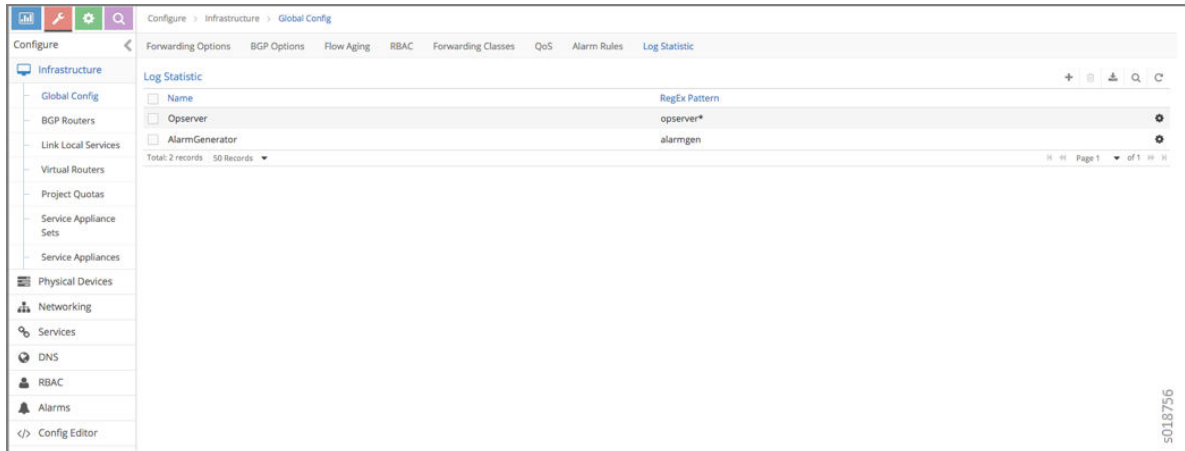 Configure > Infrastructure > Global Config
Configure
Infrastructure
Global Config
BGP Routers
Link Local Services
Virtual Routers
Project Quotas
Service Appliance
Sets
Service Appliances
Physical Devices
Networking
Services
DNS
RBAC
Alarms
</> Config Editor
Forwarding Options BGP Options Flow Aging RBAC Forwarding Classes QoS Alarm Rules Log Statistic
Log Statistic
Name RegEx Pattern
Opserver opserver*
AlarmGenerator alarmgen
Total: 2 records 50 Records Page 1 of 1
s018756